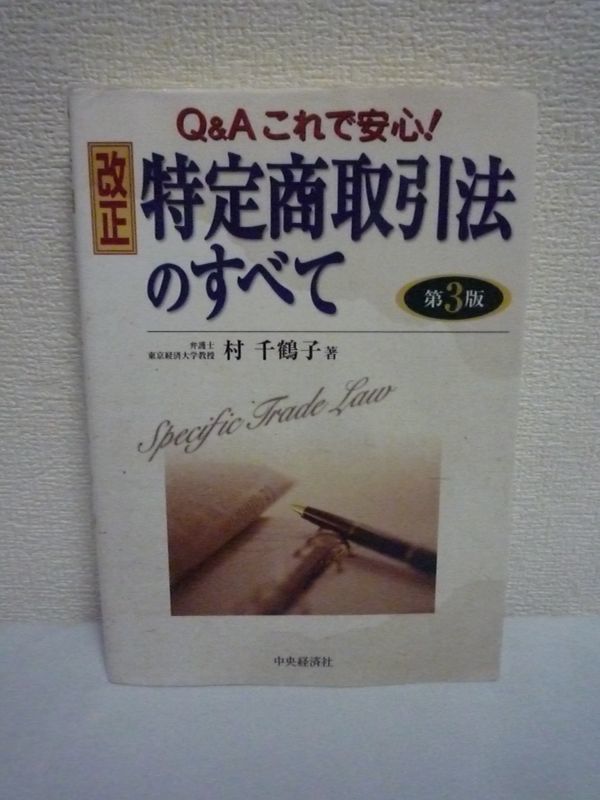 Q&Aこれで安心!
改正
特定商取引法
のすべて
第3版
弁護士
東京経済大学教授
村 千鶴子 著
Specific Trade Law
中央経済社